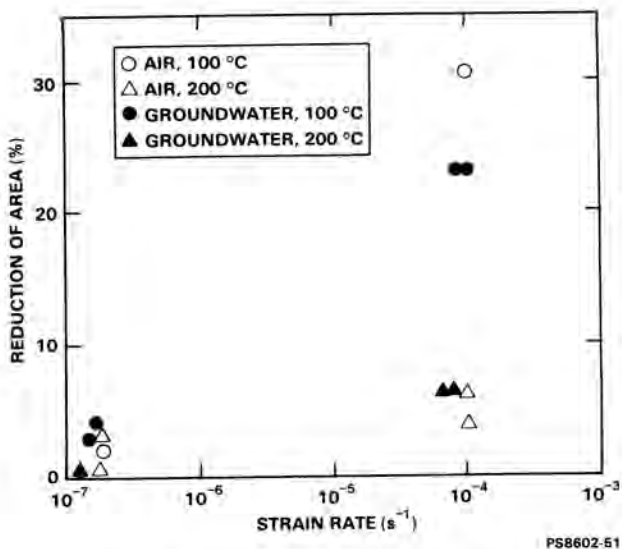 AIR, 100 °C
AIR, 200 °C
GROUNDWATER, 100 °C
GROUNDWATER, 200 °C
30
20
10
0
REDUCTION OF AREA (%)
10⁻⁷ 10⁻⁶ 10⁻⁵ 10⁻⁴ 10⁻³
STRAIN RATE (s⁻¹)
PS8602-51